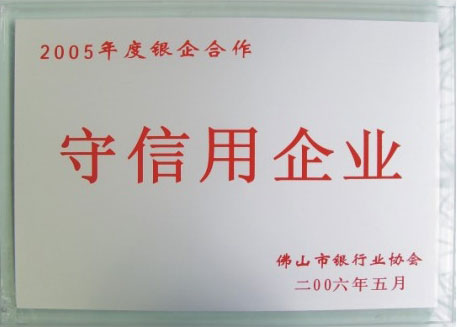 2005年度银企合作
守信用企业
佛山市银行业协会
二00六年五月